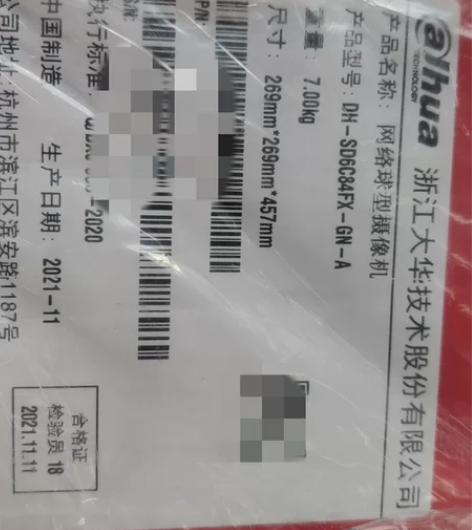 alhua
TECHNOLOGY
浙江大华技术股份有限公司
产品名称：网络球型摄像机
产品型号：DH-SD6C84FX-GN-A
重量：7.00kg
尺寸：269mm*269mm*457mm
P/N
执行标准
-2020
中国制造 生产日期：2021-11
公司地址：杭州市滨江区滨安路1187号
合格证
检验员 18
2021.11.11